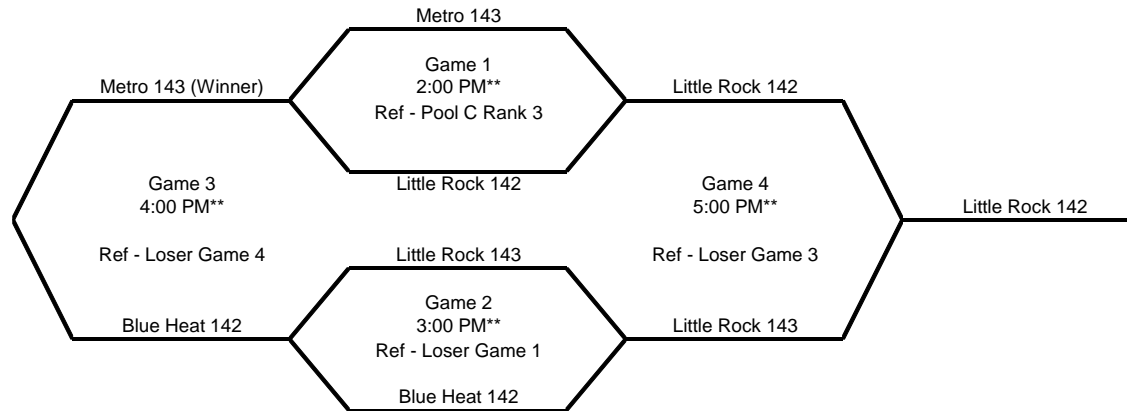 Metro 143
Game 1
2:00 PM**
Ref - Pool C Rank 3
Metro 143 (Winner)
Little Rock 142
Little Rock 142
Game 3
4:00 PM**
Ref - Loser Game 4
Game 4
5:00 PM**
Ref - Loser Game 3
Little Rock 142
Little Rock 143
Game 2
3:00 PM**
Ref - Loser Game 1
Blue Heat 142
Little Rock 143
Blue Heat 142